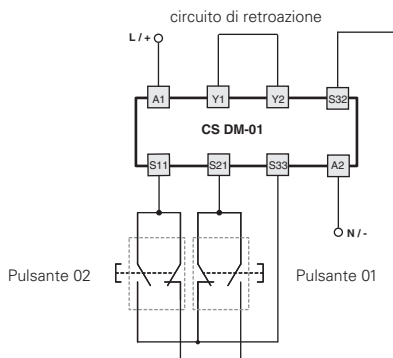 circuito di retroazione
L / +
A1 Y1 Y2 S32
CS DM-01
S11 S21 S33 A2
N / -
Pulsante 02 Pulsante 01